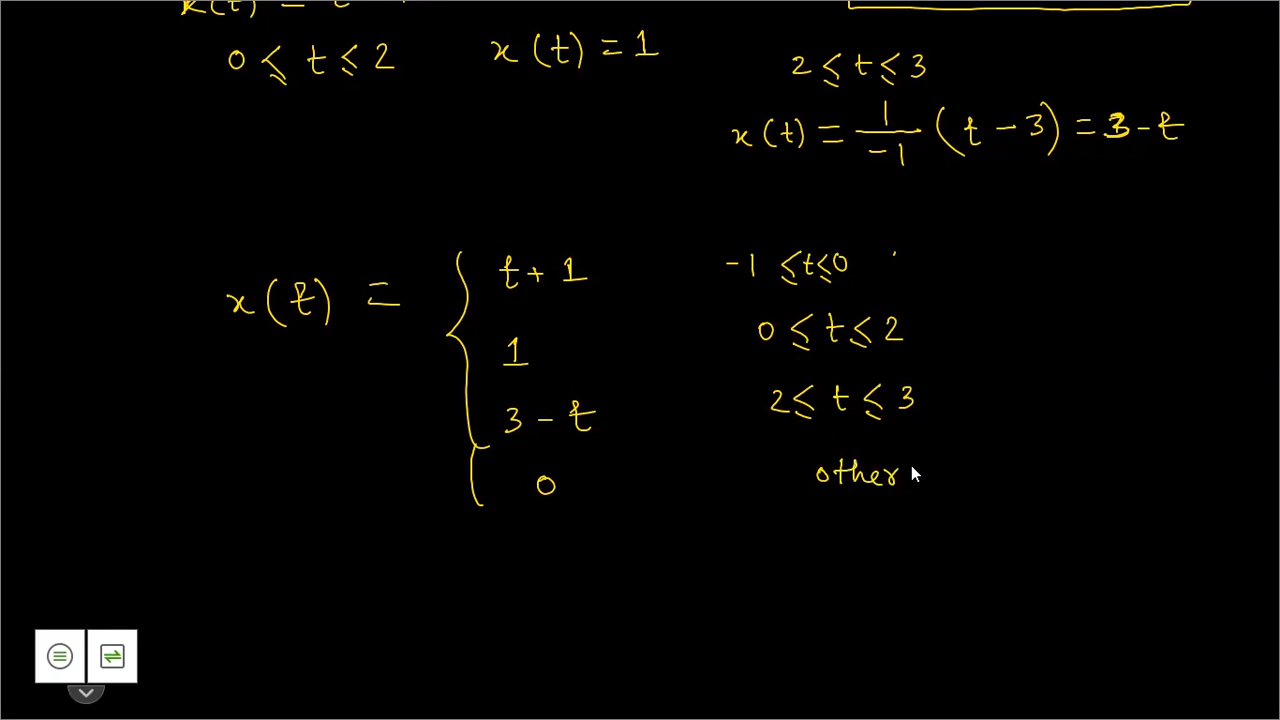 0 ≤ t ≤ 2
x(t) = 1
2 ≤ t ≤ 3
x(t) = 1/-1 (t - 3) = 3 - t
x(t) = { t + 1 -1 ≤ t ≤ 0
1 0 ≤ t ≤ 2
3 - t 2 ≤ t ≤ 3
0 other